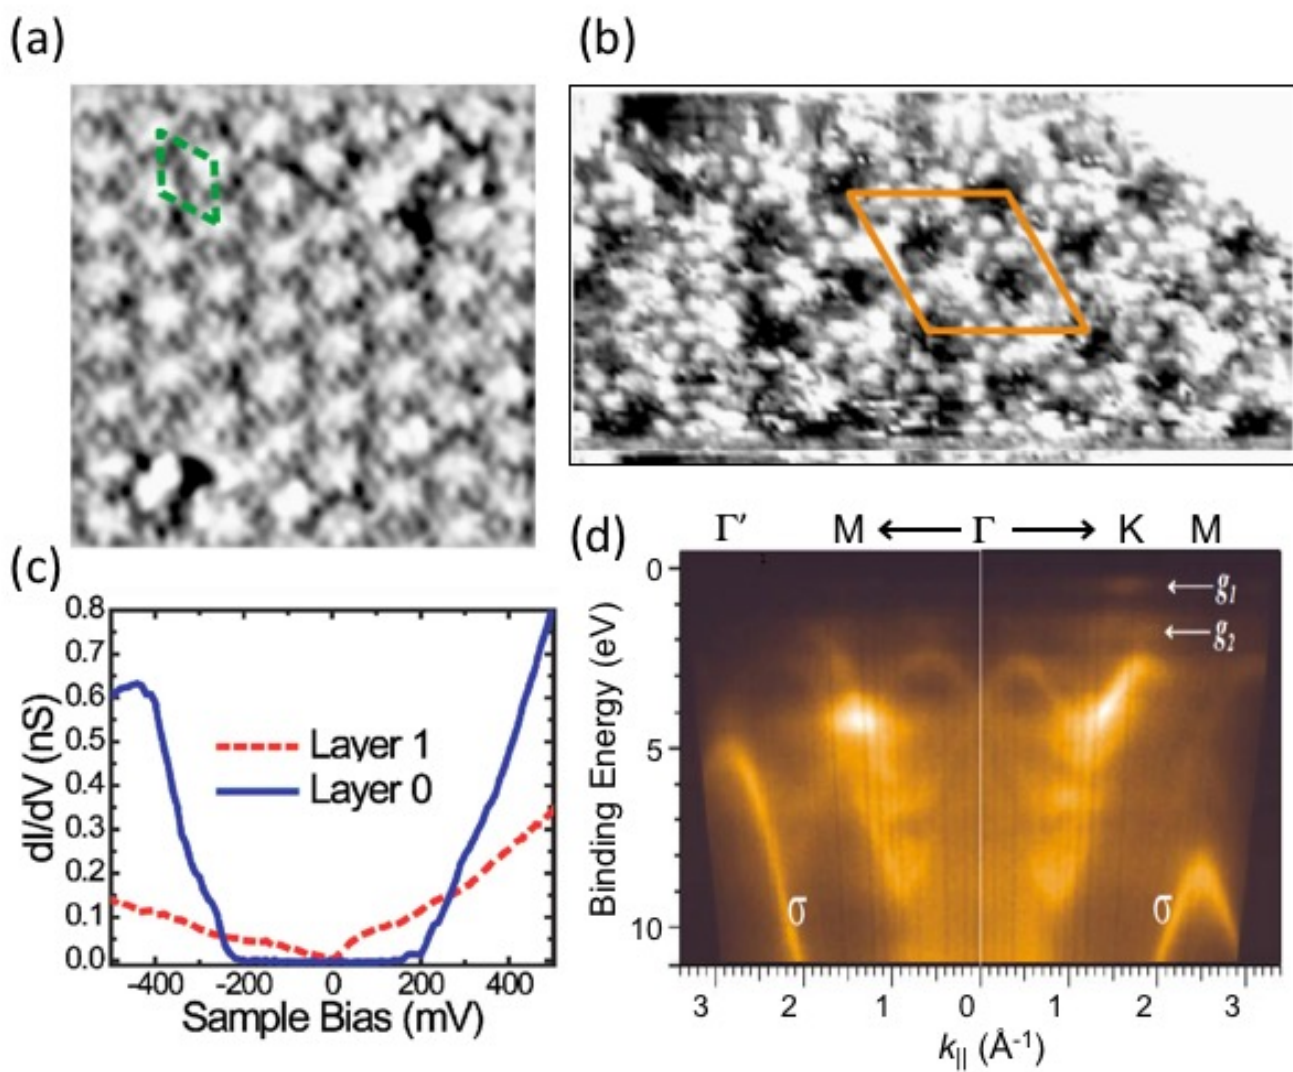 (a)
(b)
(c)
0.8
0.7
0.6
0.5
0.4
0.3
0.2
0.1
0.0
dI/dV (nS)
Layer 1
Layer 0
-400 -200 0 200 400
Sample Bias (mV)
(d)
Γ′ M Γ K M
0
5
10
Binding Energy (eV)
g1
g2
σ σ
3 2 1 0 1 2 3
k|| (Å-1)